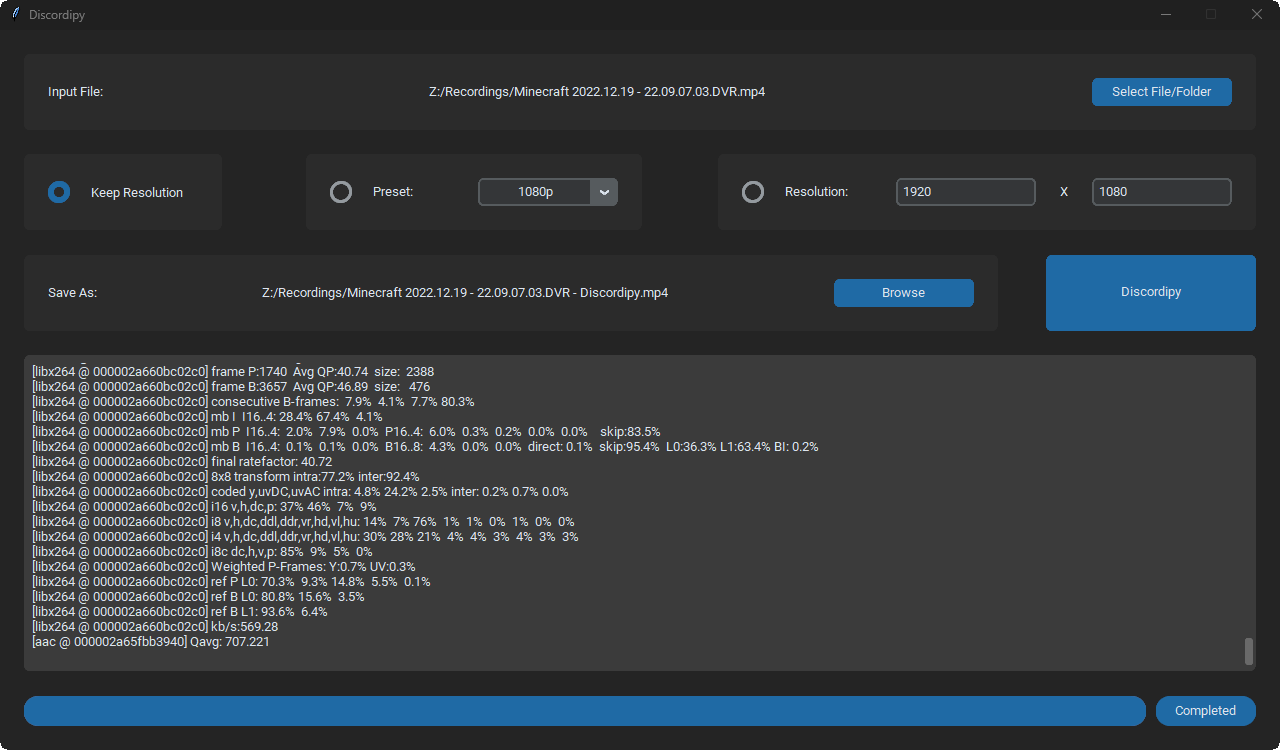 Discordipy
Input File: Z:/Recordings/Minecraft 2022.12.19 - 22.09.07.03.DVR.mp4 Select File/Folder
Keep Resolution Preset: 1080p Resolution: 1920 X 1080
Save As: Z:/Recordings/Minecraft 2022.12.19 - 22.09.07.03.DVR - Discordipy.mp4 Browse Discordipy
[libx264 @ 000002a660bc02c0] frame P:1740  Avg QP:40.74  size:  2388
[libx264 @ 000002a660bc02c0] frame B:3657  Avg QP:46.89  size:   476
[libx264 @ 000002a660bc02c0] consecutive B-frames:  7.9%  4.1%  7.7% 80.3%
[libx264 @ 000002a660bc02c0] mb I  I16..4: 28.4% 67.4%  4.1%
[libx264 @ 000002a660bc02c0] mb P  I16..4:  2.0%  7.9%  0.0%  P16..4:  6.0%  0.3%  0.2%  0.0%  0.0%    skip:83.5%
[libx264 @ 000002a660bc02c0] mb B  I16..4:  0.1%  0.1%  0.0%  B16..8:  4.3%  0.0%  0.0%  direct: 0.1%  skip:95.4%  L0:36.3% L1:63.4% BI: 0.2%
[libx264 @ 000002a660bc02c0] final ratefactor: 40.72
[libx264 @ 000002a660bc02c0] 8x8 transform intra:77.2% inter:92.4%
[libx264 @ 000002a660bc02c0] coded y,uvDC,uvAC intra: 4.8% 24.2% 2.5% inter: 0.2% 0.7% 0.0%
[libx264 @ 000002a660bc02c0] i16 v,h,dc,p: 37% 46%  7%  9%
[libx264 @ 000002a660bc02c0] i8 v,h,dc,ddl,ddr,vr,hd,vl,hu: 14%  7% 76%  1%  1%  0%  1%  0%  0%
[libx264 @ 000002a660bc02c0] i4 v,h,dc,ddl,ddr,vr,hd,vl,hu: 30% 28% 21%  4%  4%  3%  4%  3%  3%
[libx264 @ 000002a660bc02c0] i8c dc,h,v,p: 85%  9%  5%  0%
[libx264 @ 000002a660bc02c0] Weighted P-Frames: Y:0.7% UV:0.3%
[libx264 @ 000002a660bc02c0] ref P L0: 70.3%  9.3% 14.8%  5.5%  0.1%
[libx264 @ 000002a660bc02c0] ref B L0: 80.8% 15.6%  3.5%
[libx264 @ 000002a660bc02c0] ref B L1: 93.6%  6.4%
[libx264 @ 000002a660bc02c0] kb/s:569.28
[aac @ 000002a65fbb3940] Qavg: 707.221
Completed